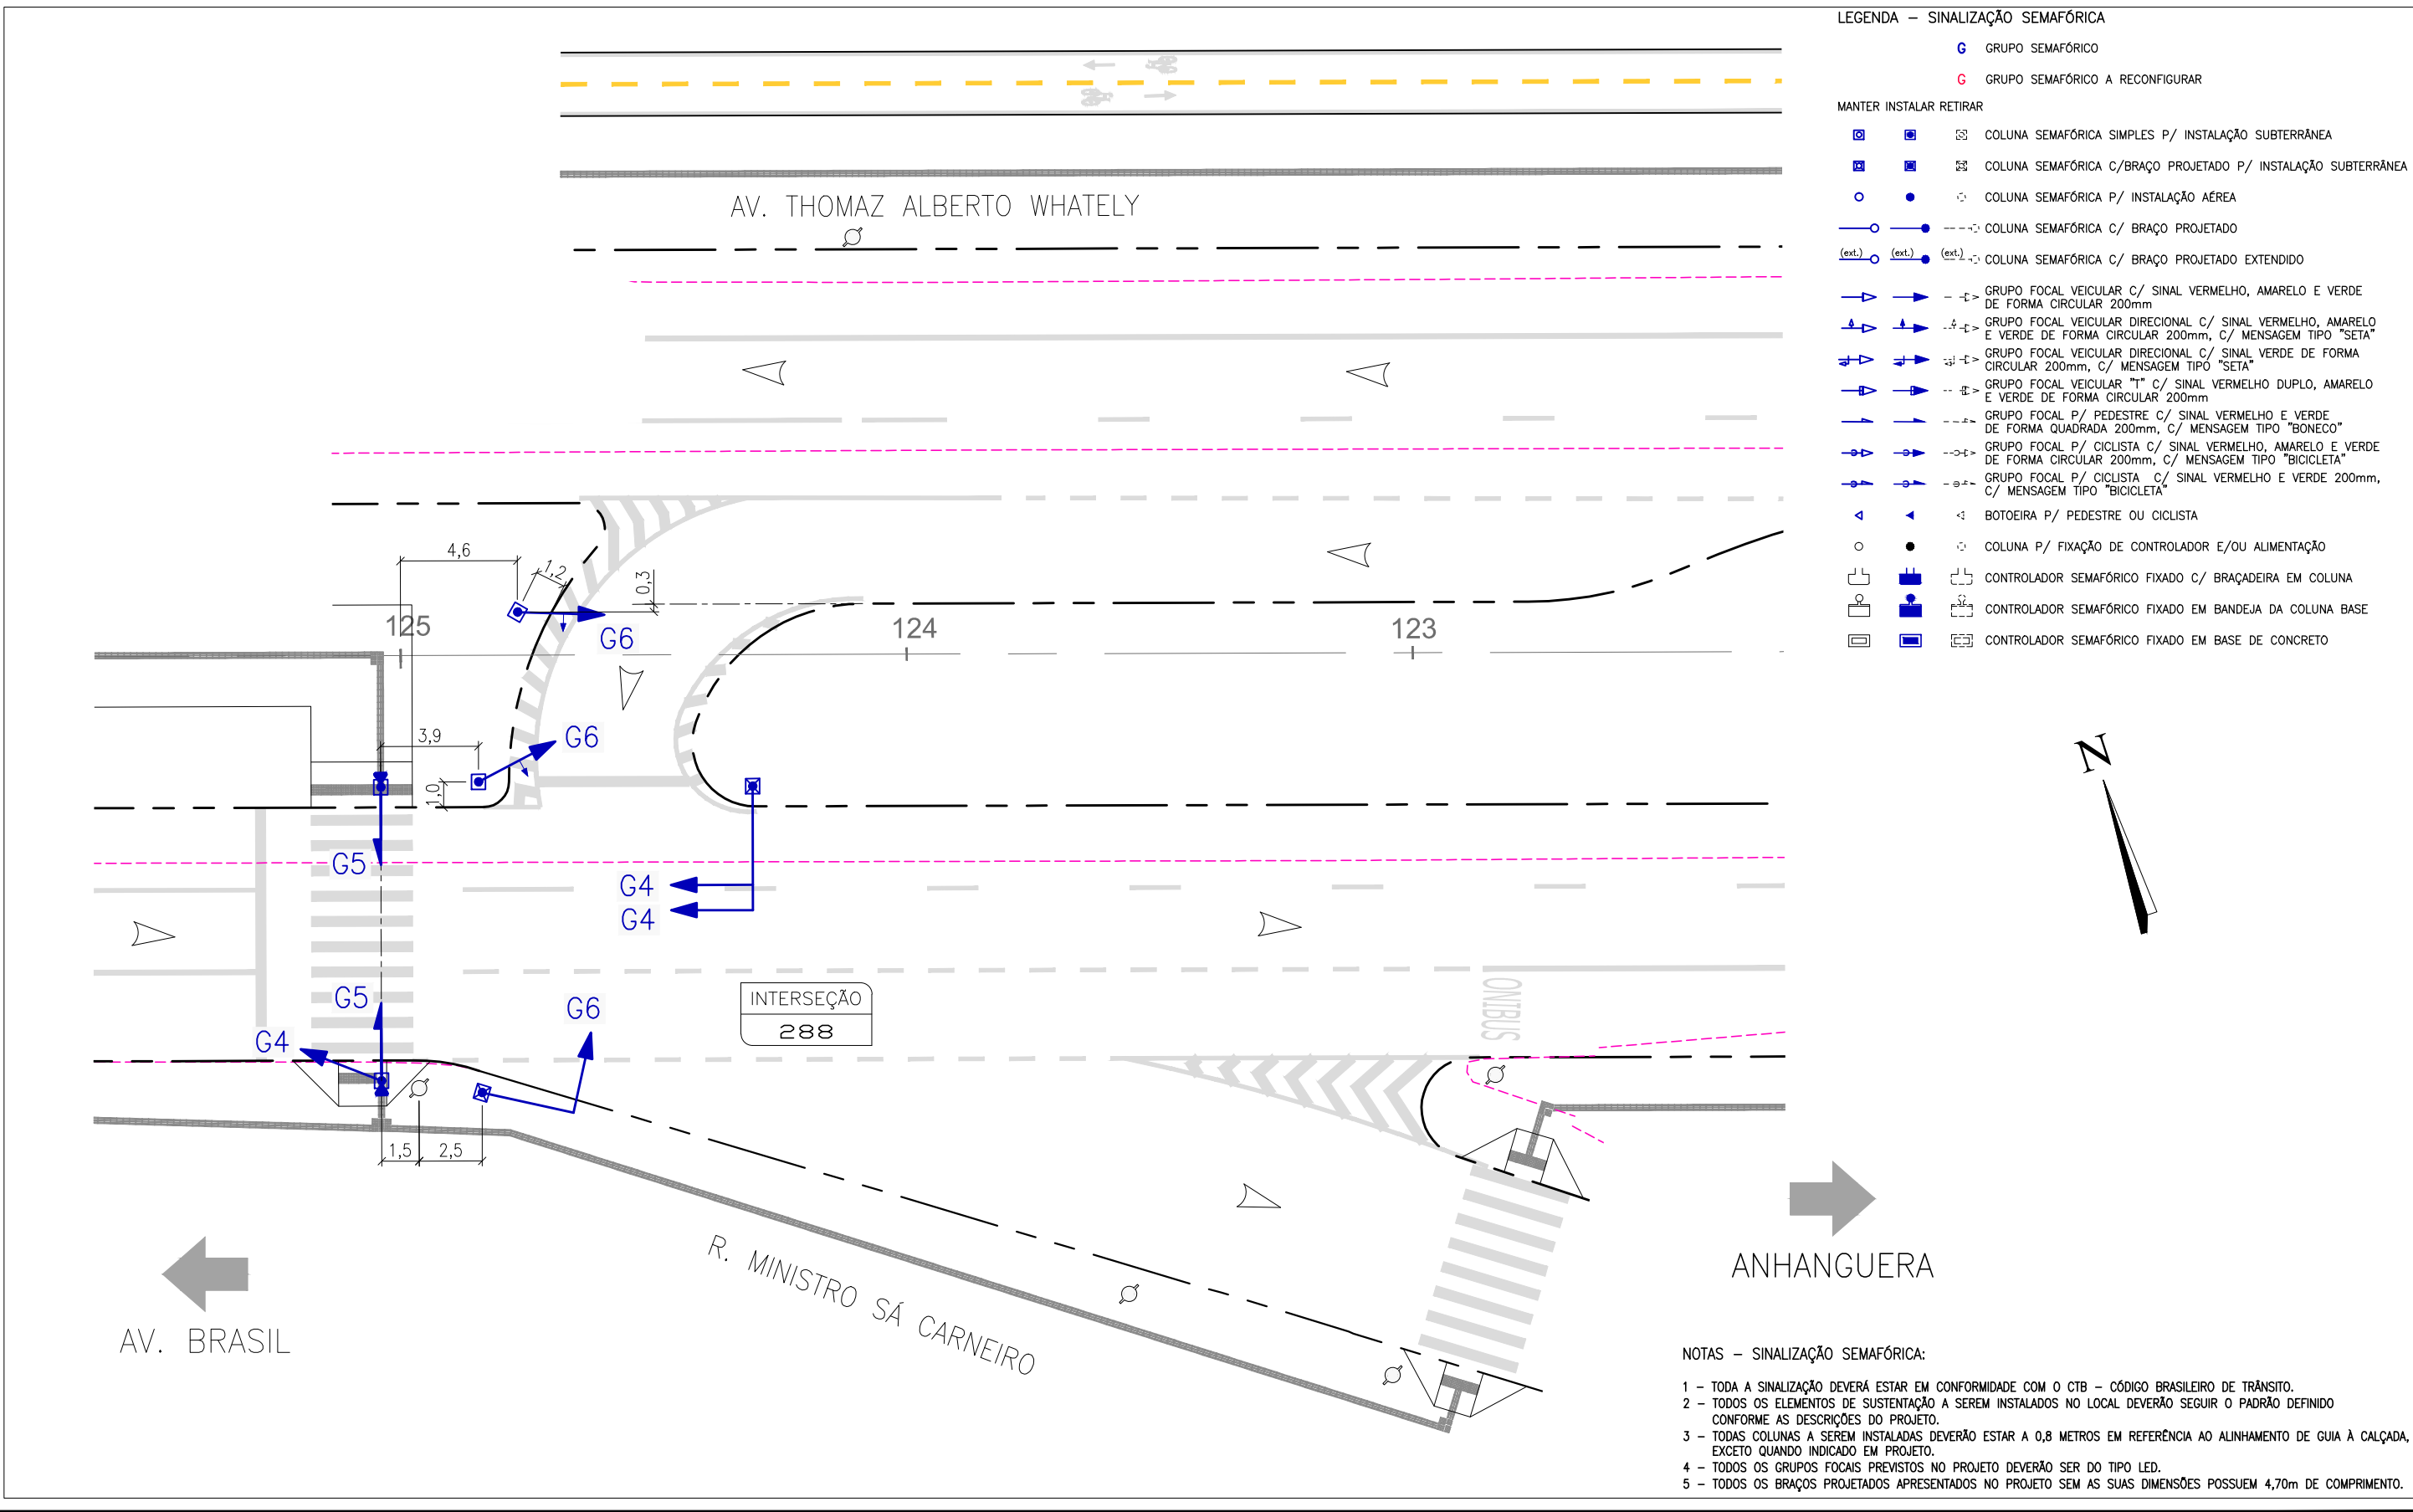 LEGENDA – SINALIZAÇÃO SEMAFÓRICA
G GRUPO SEMAFÓRICO
G GRUPO SEMAFÓRICO A RECONFIGURAR
MANTER INSTALAR RETIRAR
COLUNA SEMAFÓRICA SIMPLES P/ INSTALAÇÃO SUBTERRÂNEA
COLUNA SEMAFÓRICA C/BRAÇO PROJETADO P/ INSTALAÇÃO SUBTERRÂNEA
COLUNA SEMAFÓRICA P/ INSTALAÇÃO AÉREA
COLUNA SEMAFÓRICA C/ BRAÇO PROJETADO
(ext.) (ext.) (ext.) COLUNA SEMAFÓRICA C/ BRAÇO PROJETADO EXTENDIDO
GRUPO FOCAL VEICULAR C/ SINAL VERMELHO, AMARELO E VERDE
DE FORMA CIRCULAR 200mm
GRUPO FOCAL VEICULAR DIRECIONAL C/ SINAL VERMELHO, AMARELO
E VERDE DE FORMA CIRCULAR 200mm, C/ MENSAGEM TIPO "SETA"
GRUPO FOCAL VEICULAR DIRECIONAL C/ SINAL VERDE DE FORMA
CIRCULAR 200mm, C/ MENSAGEM TIPO "SETA"
GRUPO FOCAL VEICULAR "T" C/ SINAL VERMELHO DUPLO, AMARELO
E VERDE DE FORMA CIRCULAR 200mm
GRUPO FOCAL P/ PEDESTRE C/ SINAL VERMELHO E VERDE
DE FORMA QUADRADA 200mm, C/ MENSAGEM TIPO "BONECO"
GRUPO FOCAL P/ CICLISTA C/ SINAL VERMELHO, AMARELO E VERDE
DE FORMA CIRCULAR 200mm, C/ MENSAGEM TIPO "BICICLETA"
GRUPO FOCAL P/ CICLISTA C/ SINAL VERMELHO E VERDE 200mm,
C/ MENSAGEM TIPO "BICICLETA"
BOTOEIRA P/ PEDESTRE OU CICLISTA
COLUNA P/ FIXAÇÃO DE CONTROLADOR E/OU ALIMENTAÇÃO
CONTROLADOR SEMAFÓRICO FIXADO C/ BRAÇADEIRA EM COLUNA
CONTROLADOR SEMAFÓRICO FIXADO EM BANDEJA DA COLUNA BASE
CONTROLADOR SEMAFÓRICO FIXADO EM BASE DE CONCRETO
AV. THOMAZ ALBERTO WHATELY
4,6
1,2
0,3
125
G6
124
123
3,9
G6
1,0
N
G5
G4
G4
G5
G6
G4
INTERSEÇÃO
288
ONIBUS
1,5
2,5
R. MINISTRO SÁ CARNEIRO
AV. BRASIL
ANHANGUERA
NOTAS – SINALIZAÇÃO SEMAFÓRICA:
1 – TODA A SINALIZAÇÃO DEVERÁ ESTAR EM CONFORMIDADE COM O CTB – CÓDIGO BRASILEIRO DE TRÂNSITO.
2 – TODOS OS ELEMENTOS DE SUSTENTAÇÃO A SEREM INSTALADOS NO LOCAL DEVERÃO SEGUIR O PADRÃO DEFINIDO
CONFORME AS DESCRIÇÕES DO PROJETO.
3 – TODAS COLUNAS A SEREM INSTALADAS DEVERÃO ESTAR A 0,8 METROS EM REFERÊNCIA AO ALINHAMENTO DE GUIA À CALÇADA,
EXCETO QUANDO INDICADO EM PROJETO.
4 – TODOS OS GRUPOS FOCAIS PREVISTOS NO PROJETO DEVERÃO SER DO TIPO LED.
5 – TODOS OS BRAÇOS PROJETADOS APRESENTADOS NO PROJETO SEM AS SUAS DIMENSÕES POSSUEM 4,70m DE COMPRIMENTO.